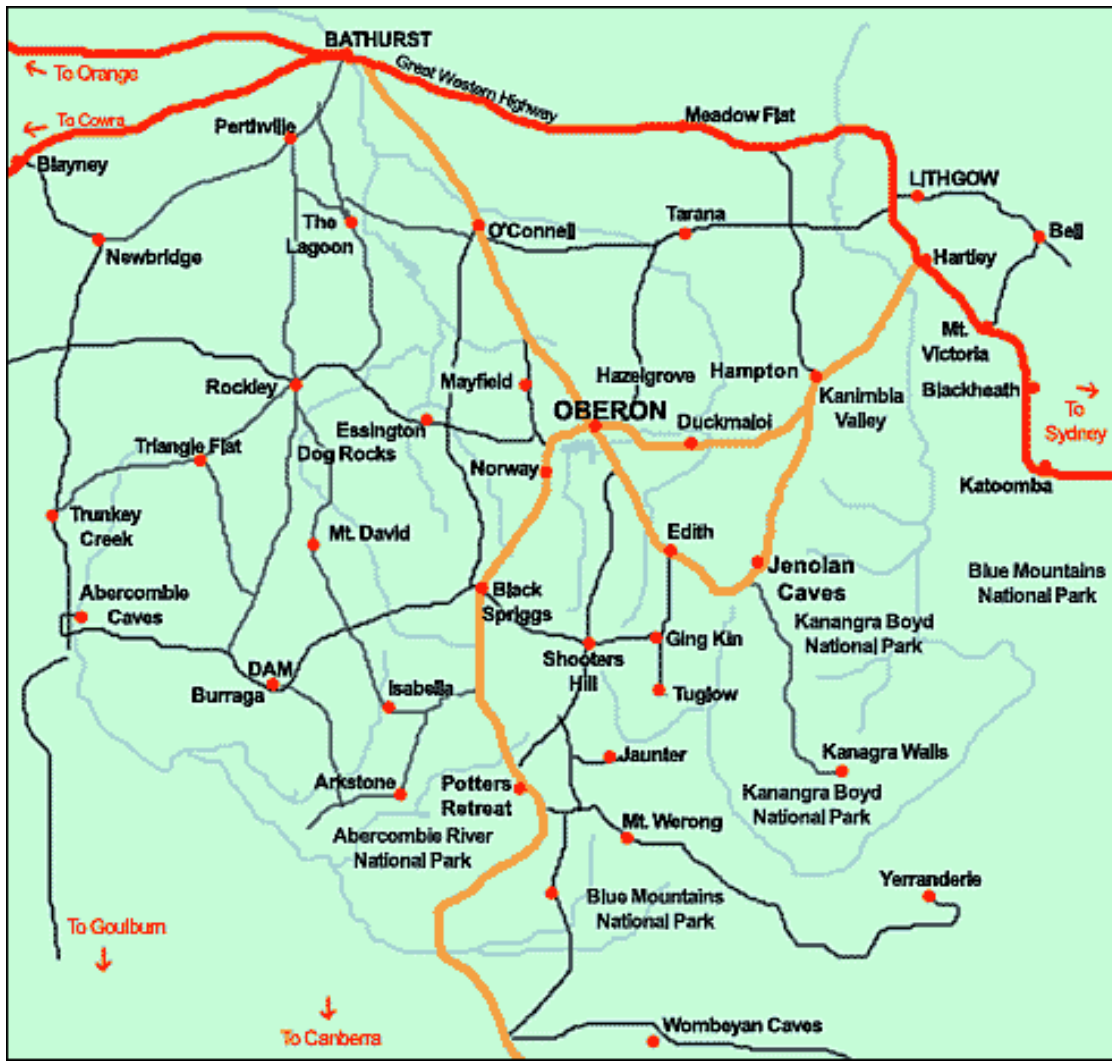 BATHURST
Great Western Highway
To Orange
To Cowra
Perthville
Meadow Flat
Blayney
LITHGOW
The
Lagoon
O'Connell
Tarana
Bell
Newbridge
Hartley
Mt.
Victoria
Rockley
Mayfield
Hazelgrove
Hampton
Kanimbla
Valley
Blackheath
To
Sydney
OBERON
Essington
Duckmaloi
Triangle Flat
Dog Rocks
Norway
Katoomba
Trunkey
Creek
Mt. David
Edith
Jenolan
Caves
Blue Mountains
National Park
Abercombie
Caves
Black
Spriggs
Kanangra Boyd
National Park
Ging Kin
Shooters
Hill
DAM
Burraga
Isabella
Tuglow
Jaunter
Kanagra Walls
Arkstone
Potters
Retreat
Kanangra Boyd
National Park
Abercombie River
National Park
Mt. Werong
Yerranderie
Blue Mountains
National Park
To Goulburn
To Canberra
Wombeyan Caves